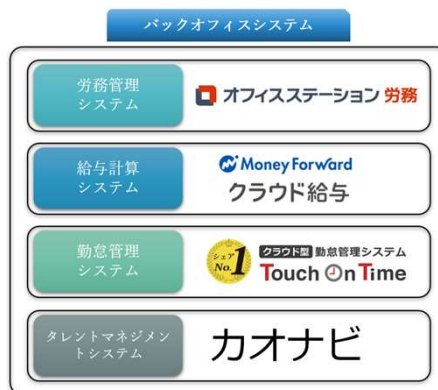 バックオフィスシステム
労務管理
システム
オフィスステーション 労務
給与計算
システム
Money Forward
クラウド給与
勤怠管理
システム
シェア
No.1
クラウド型 勤怠管理システム
Touch On Time
タレントマネジメン
トシステム
カオナビ